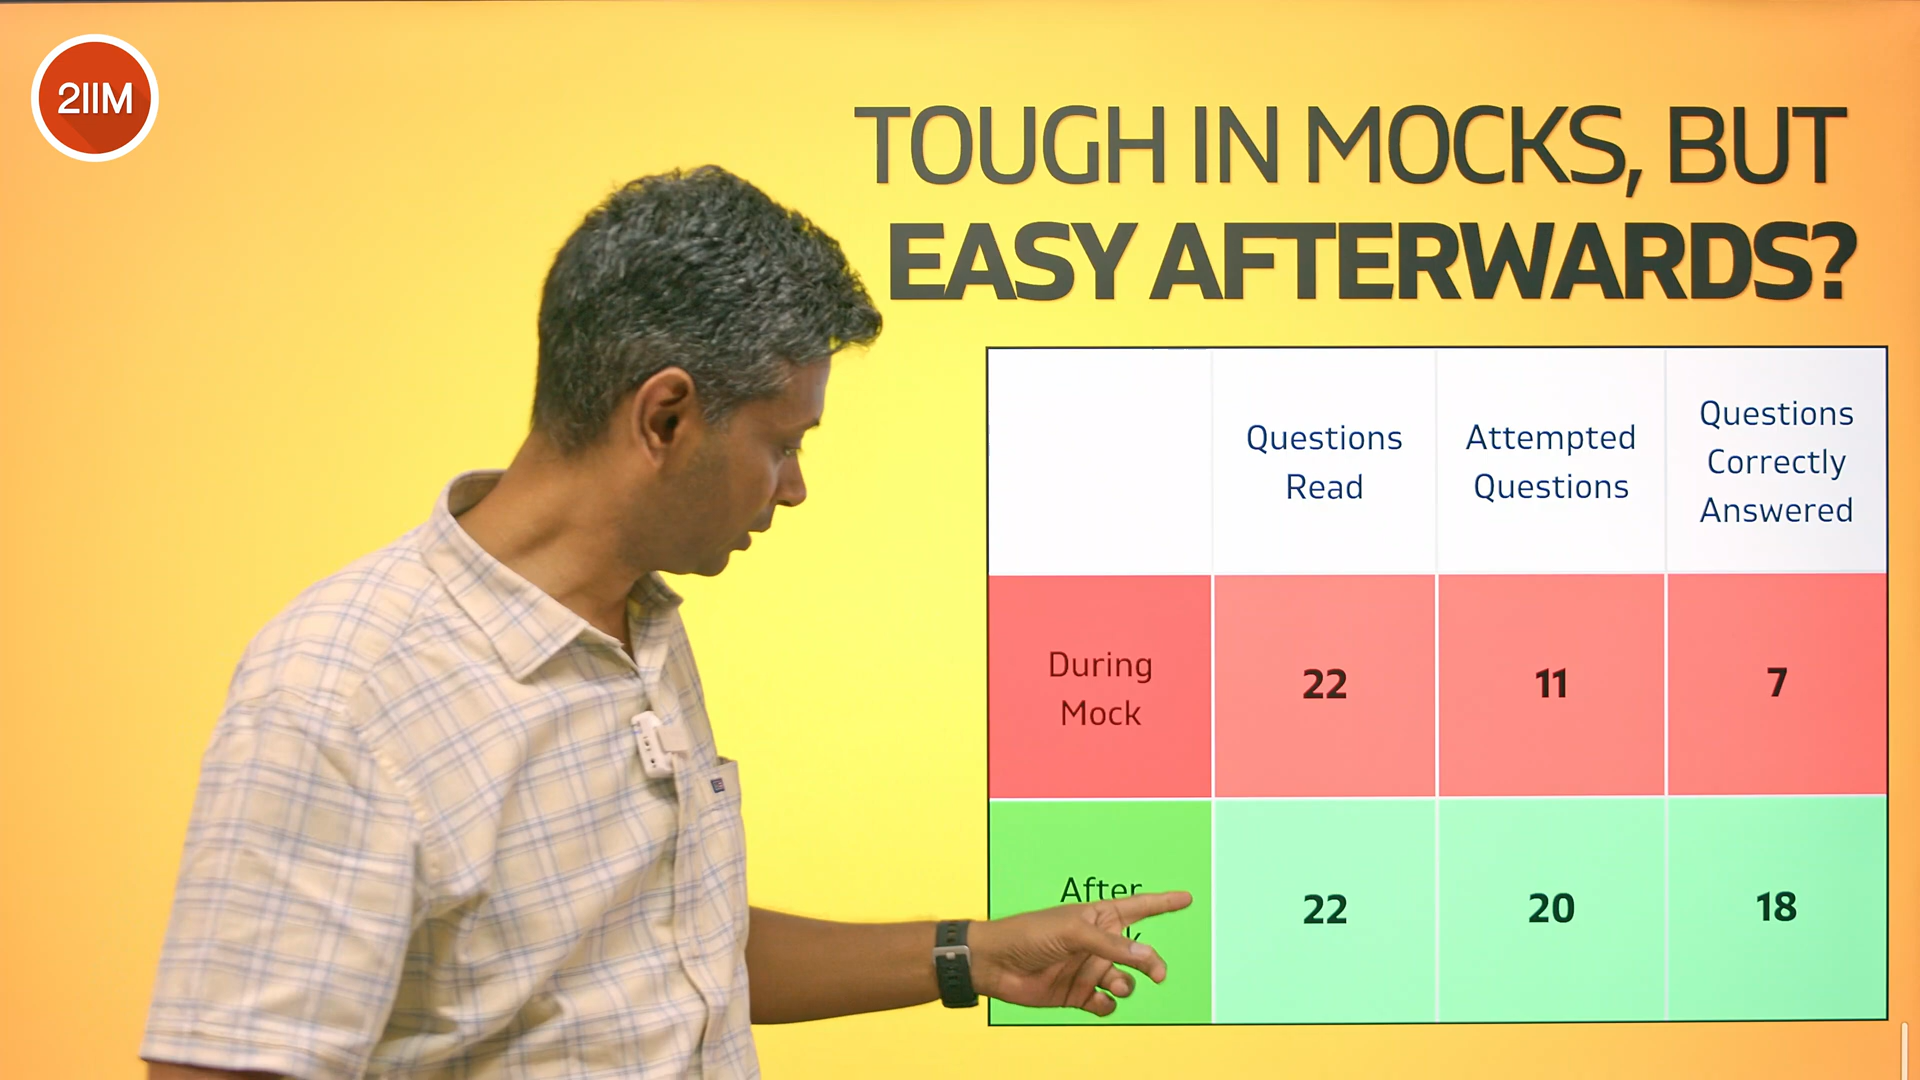 2IIM
TOUGH IN MOCKS, BUT
EASY AFTERWARDS?
Questions
Read
Attempted
Questions
Questions
Correctly
Answered
During
Mock
22
11
7
After
22
20
18